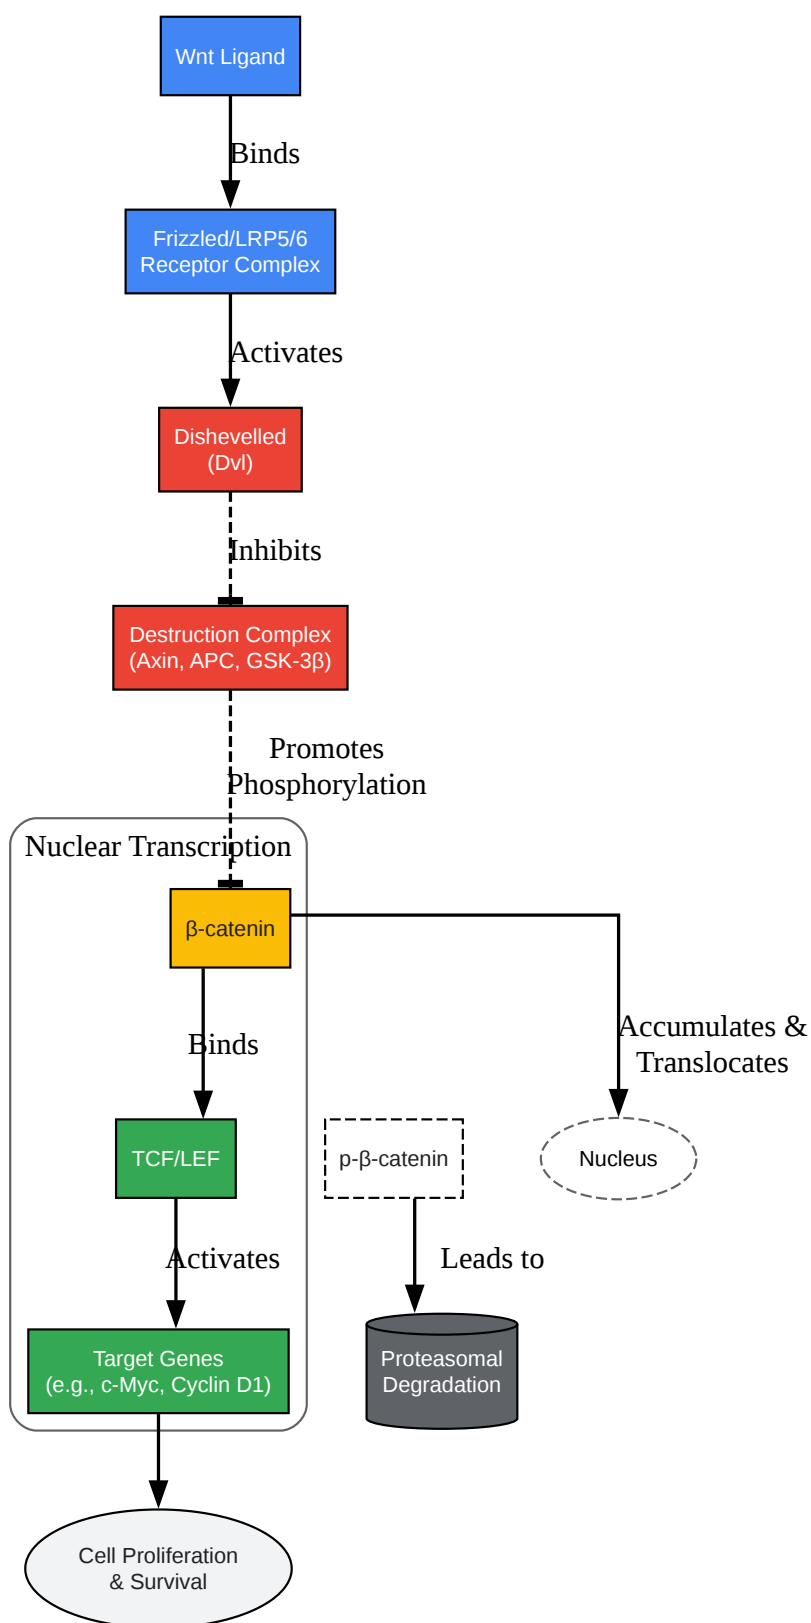 Wnt Ligand
Binds
Frizzled/LRP5/6
Receptor Complex
Activates
Dishevelled
(Dvl)
Inhibits
Destruction Complex
(Axin, APC, GSK-3β)
Promotes
Phosphorylation
Nuclear Transcription
β-catenin
Accumulates &
Translocates
Binds
TCF/LEF
p-β-catenin
Nucleus
Activates
Leads to
Target Genes
(e.g., c-Myc, Cyclin D1)
Proteasomal
Degradation
Cell Proliferation
& Survival